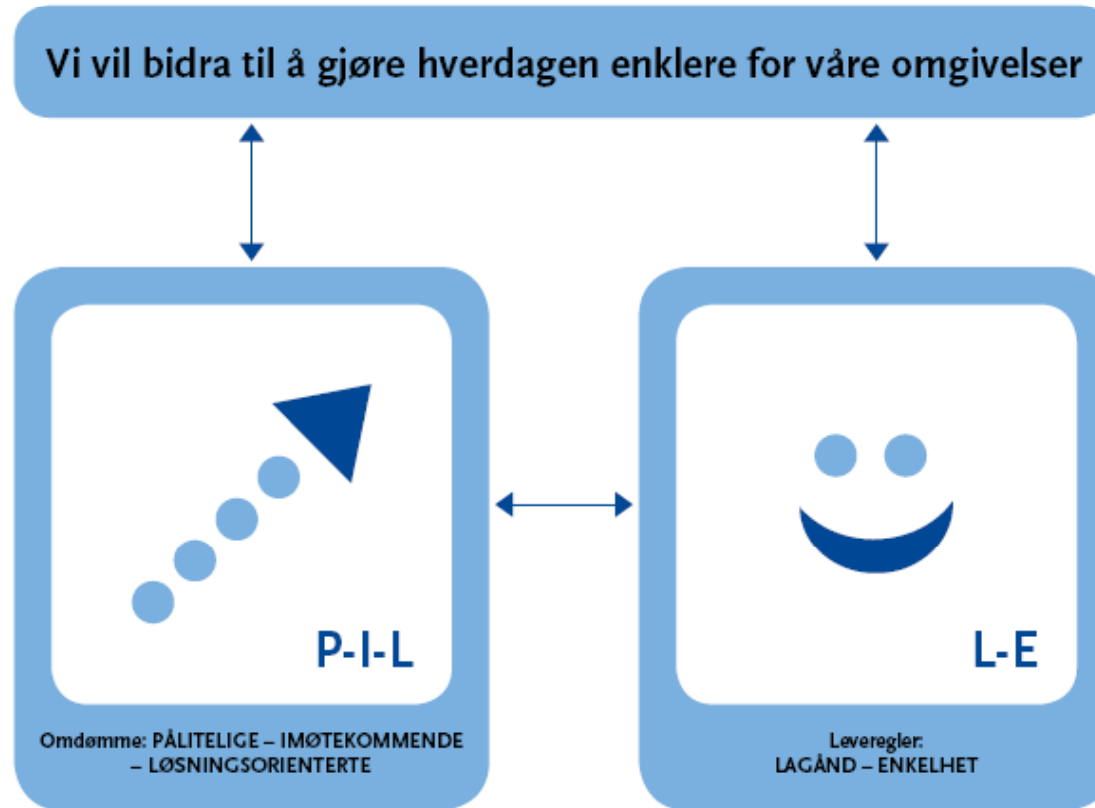 Vi vil bidra til å gjøre hverdagen enklere for våre omgivelser
P-I-L
Omdømme: PÅLITELIGE – IMØTEKOMMENDE
– LØSNINGSORIENTERTE
L-E
Leveregler:
LAGÅND – ENKELHET